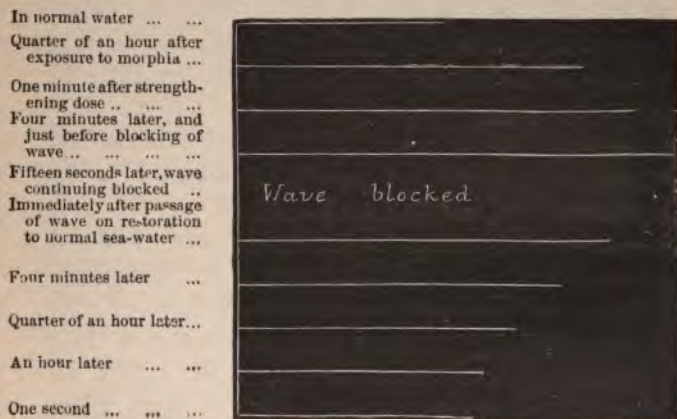 In normal water ... ...
Quarter of an hour after
exposure to morphia ...
One minute after strength-
ening dose .. ... ...
Four minutes later, and
just before blocking of
wave .. ... ... ...
Fifteen seconds later, wave
continuing blocked ..
Immediately after passage
of wave on restoration
to normal sea-water ...
Wave blocked
Four minutes later ...
Quarter of an hour later...
An hour later ... ...
One second ... ... ...